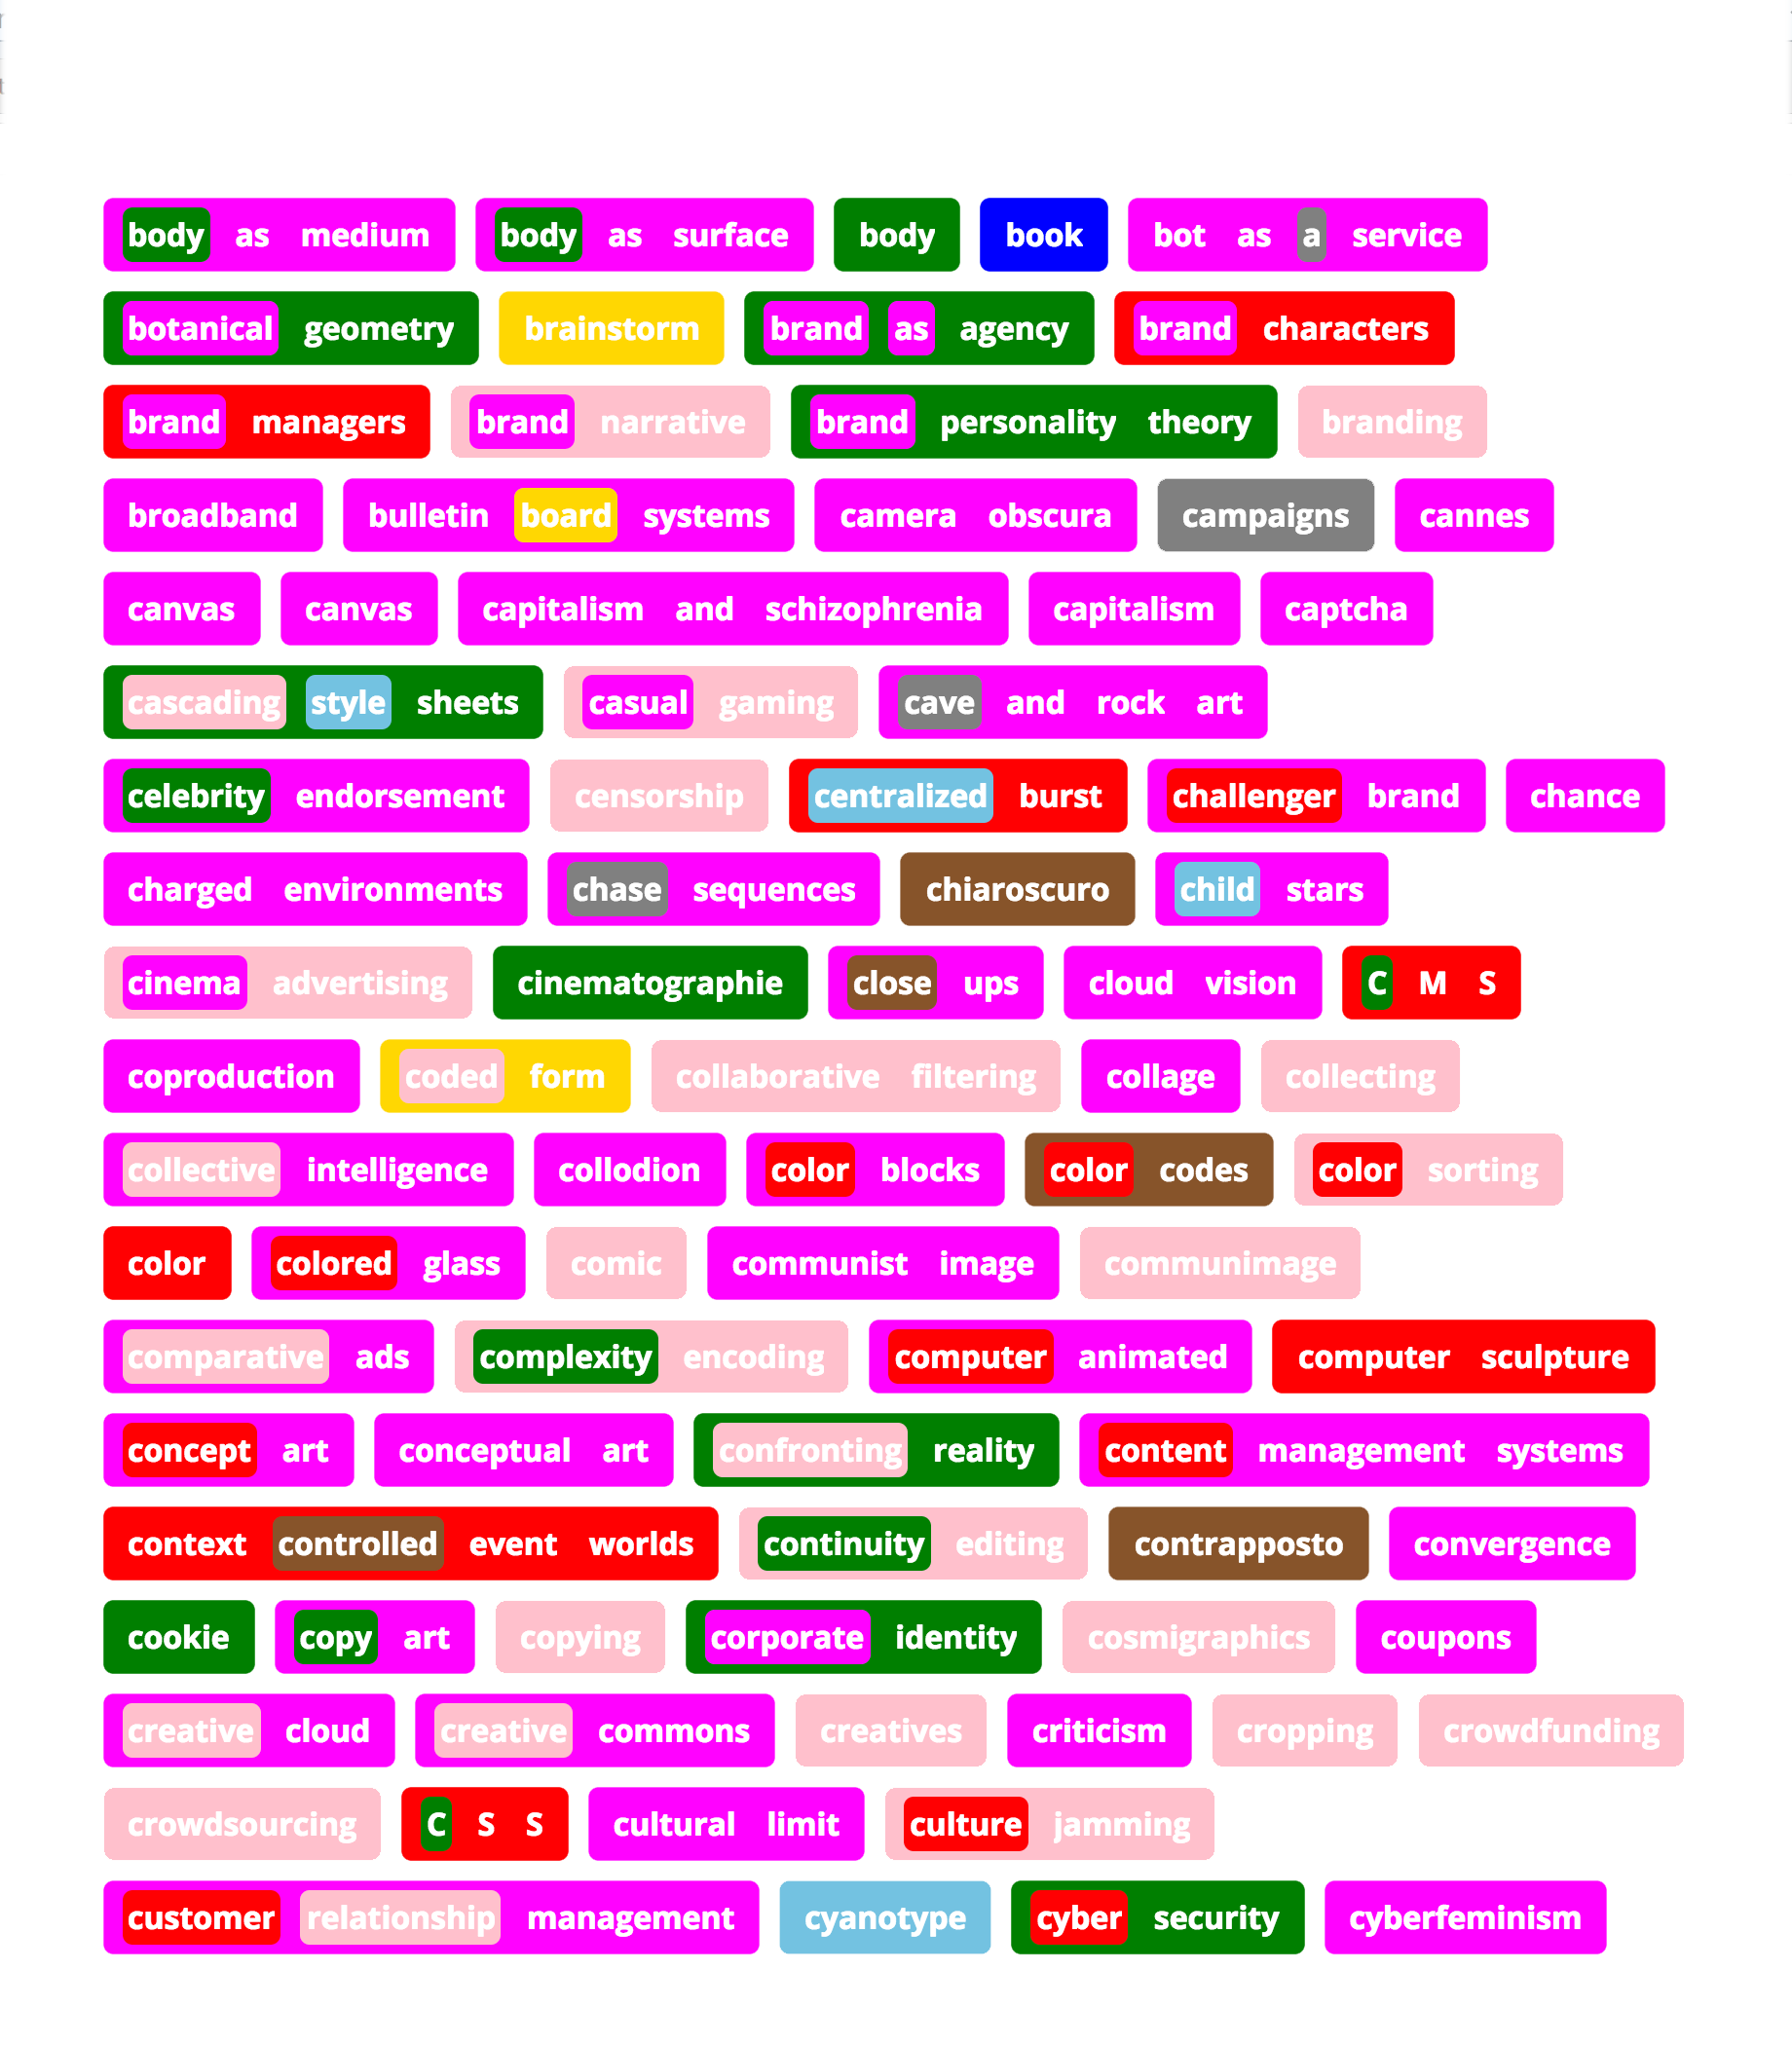 body as medium body as surface body book bot as a service
botanical geometry brainstorm brand as agency brand characters
brand managers brand narrative brand personality theory branding
broadband bulletin board systems camera obscura campaigns cannes
canvas canvas capitalism and schizophrenia capitalism captcha
cascading style sheets casual gaming cave and rock art
celebrity endorsement censorship centralized burst challenger brand chance
charged environments chase sequences chiaroscuro child stars
cinema advertising cinematographie close ups cloud vision C M S
coproduction coded form collaborative filtering collage collecting
collective intelligence collodion color blocks color codes color sorting
color colored glass comic communist image communimage
comparative ads complexity encoding computer animated computer sculpture
concept art conceptual art confronting reality content management systems
context controlled event worlds continuity editing contrapposto convergence
cookie copy art copying corporate identity cosmigraphics coupons
creative cloud creative commons creatives criticism cropping crowdfunding
crowdsourcing C S S cultural limit culture jamming
customer relationship management cyanotype cyber security cyberfeminism